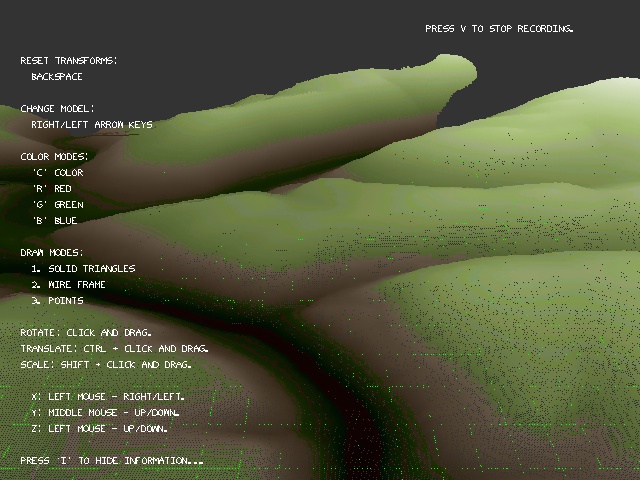 PRESS V TO STOP RECORDING.
RESET TRANSFORMS:
BACKSPACE
CHANGE MODEL:
RIGHT/LEFT ARROW KEYS
COLOR MODES:
'C' COLOR
'R' RED
'G' GREEN
'B' BLUE
DRAW MODES:
1. SOLID TRIANGLES
2. WIRE FRAME
3. POINTS
ROTATE: CLICK AND DRAG.
TRANSLATE: CTRL + CLICK AND DRAG.
SCALE: SHIFT + CLICK AND DRAG.
X: LEFT MOUSE - RIGHT/LEFT.
Y: MIDDLE MOUSE - UP/DOWN.
Z: LEFT MOUSE - UP/DOWN.
PRESS 'I' TO HIDE INFORMATION...